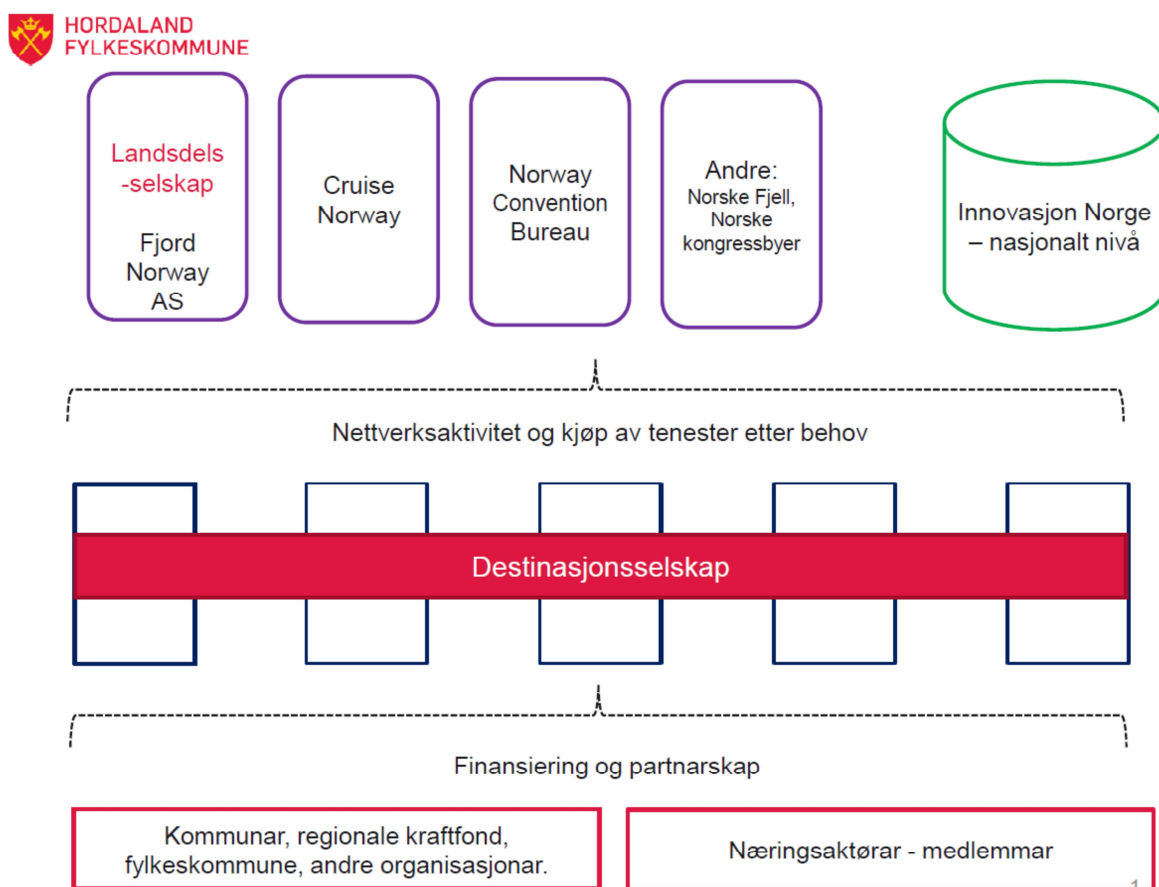 HORDALAND
FYLKESKOMMUNE
Landsdels
-selskap
Fjord
Norway
AS
Cruise
Norway
Norway
Convention
Bureau
Andre:
Norske Fjell,
Norske
kongressbyer
Innovasjon Norge
– nasjonalt nivå
Nettverksaktivitet og kjøp av tenester etter behov
Destinasjonsselskap
Finansiering og partnarskap
Kommunar, regionale kraftfond,
fylkeskommune, andre organisasjonar.
Næringsaktørar - medlemmar
1